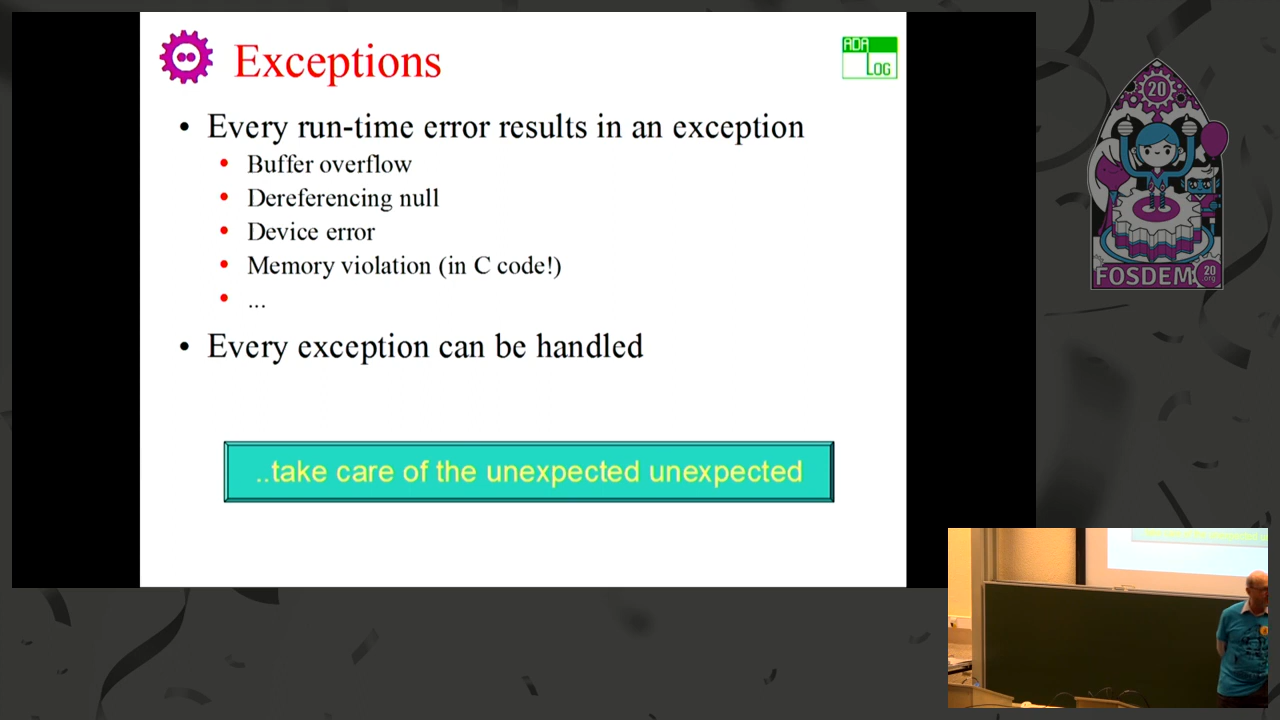 Exceptions
ADA
LOG
• Every run-time error results in an exception
• Buffer overflow
• Dereferencing null
• Device error
• Memory violation (in C code!)
• ...
• Every exception can be handled
..take care of the unexpected unexpected
20
FOSDEM
20
.org